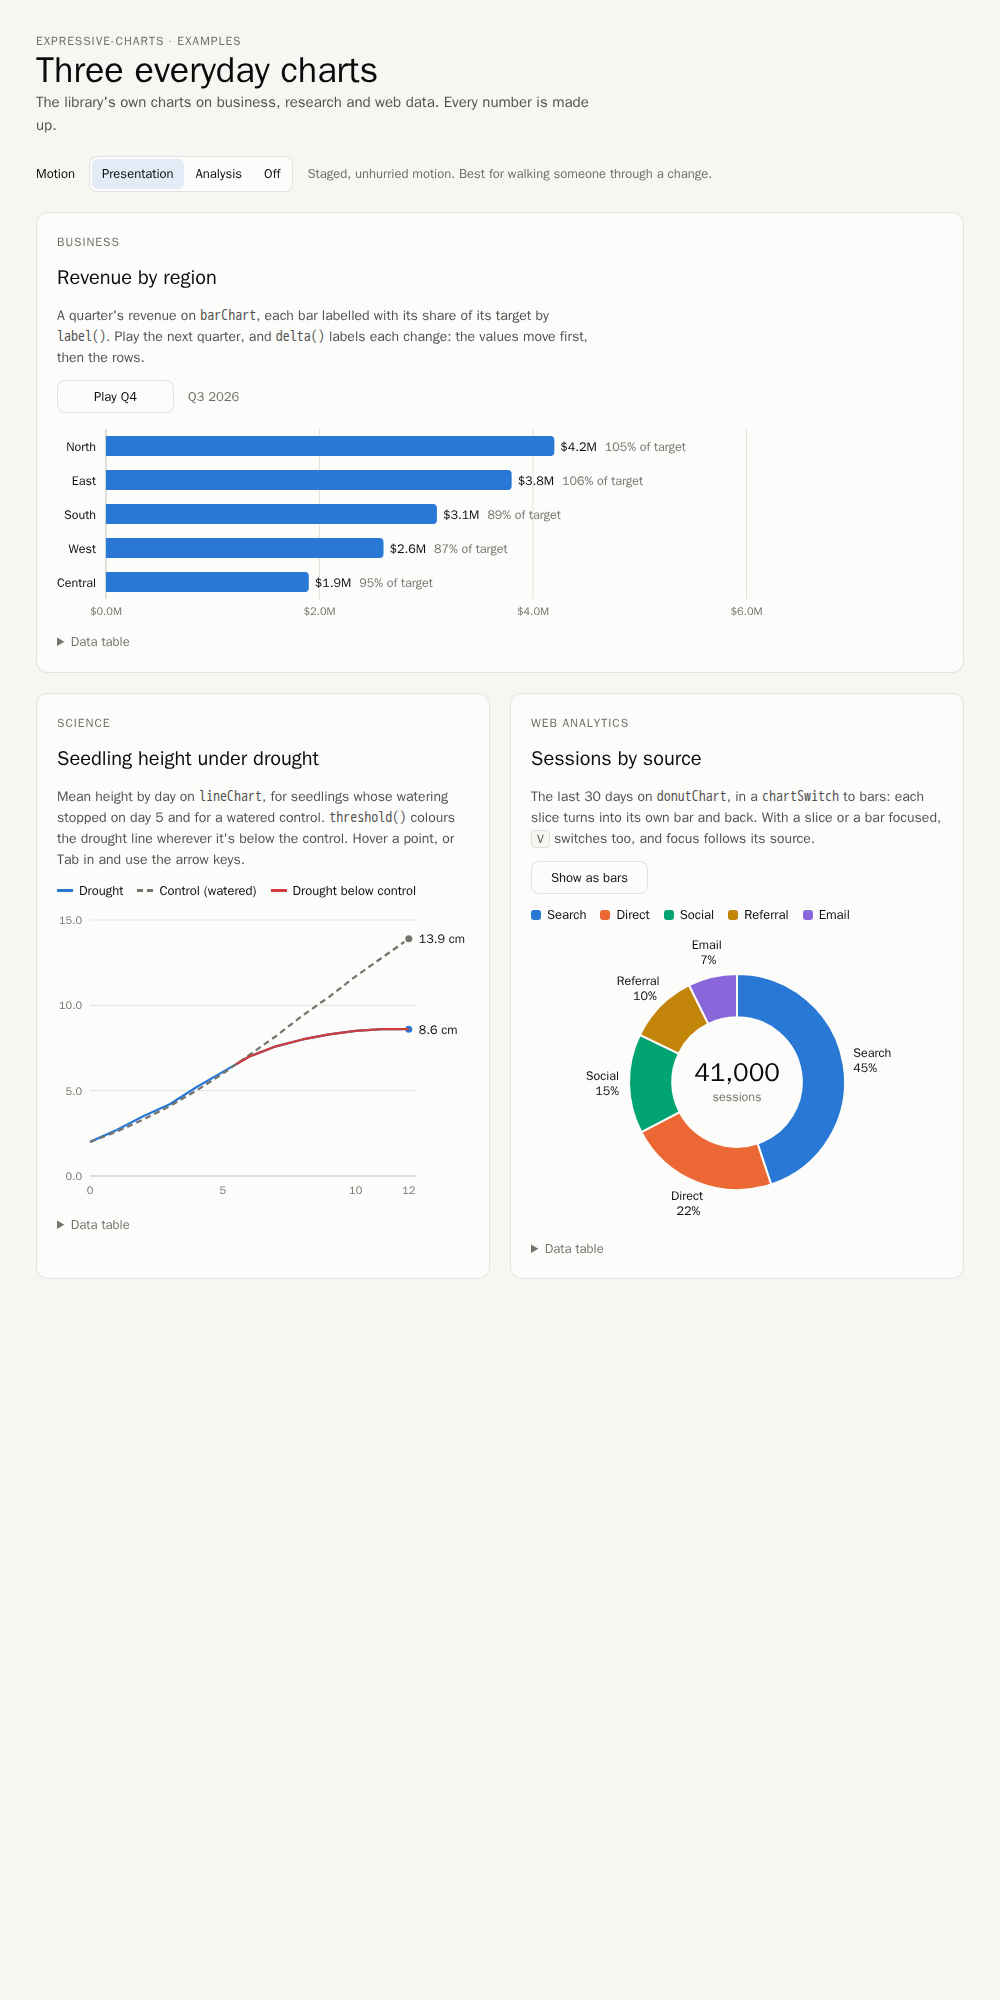 EXPRESSIVE-CHARTS · EXAMPLES
Three everyday charts
The library's own charts on business, research and web data. Every number is made
up.
Motion Presentation Analysis Off Staged, unhurried motion. Best for walking someone through a change.
BUSINESS
Revenue by region
A quarter's revenue on barChart, each bar labelled with its share of its target by
label(). Play the next quarter, and delta() labels each change: the values move first,
then the rows.
Play Q4 Q3 2026
North $4.2M 105% of target
East $3.8M 106% of target
South $3.1M 89% of target
West $2.6M 87% of target
Central $1.9M 95% of target
$0.0M $2.0M $4.0M $6.0M
Data table
SCIENCE
Seedling height under drought
Mean height by day on lineChart, for seedlings whose watering
stopped on day 5 and for a watered control. threshold() colours
the drought line wherever it's below the control. Hover a point, or
Tab in and use the arrow keys.
Drought Control (watered) Drought below control
15.0
13.9 cm
10.0
8.6 cm
5.0
0.0
0 5 10 12
Data table
WEB ANALYTICS
Sessions by source
The last 30 days on donutChart, in a chartSwitch to bars: each
slice turns into its own bar and back. With a slice or a bar focused,
V switches too, and focus follows its source.
Show as bars
Search Direct Social Referral Email
Email
7%
Referral
10%
Search
45%
Social
15%
41,000
sessions
Direct
22%
Data table